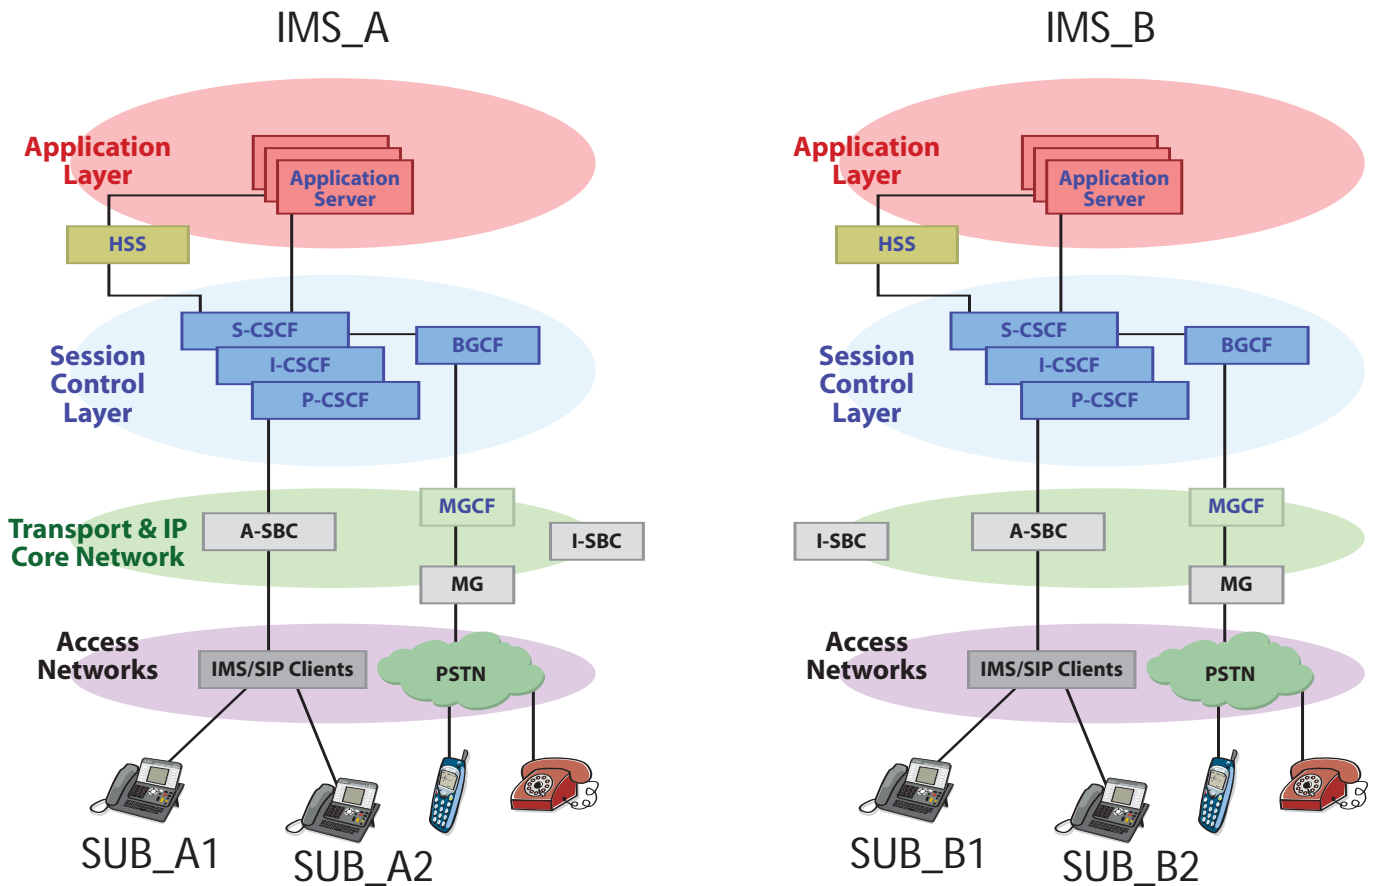 IMS_A
Application
Layer
Application
Server
HSS
S-CSCF
I-CSCF
P-CSCF
BGCF
Session
Control
Layer
MGCF
Transport & IP
Core Network
A-SBC
I-SBC
MG
Access
Networks
IMS/SIP Clients
PSTN
SUB_A1
SUB_A2
IMS_B
Application
Layer
Application
Server
HSS
S-CSCF
I-CSCF
P-CSCF
BGCF
Session
Control
Layer
MGCF
I-SBC
A-SBC
MG
Access
Networks
IMS/SIP Clients
PSTN
SUB_B1
SUB_B2